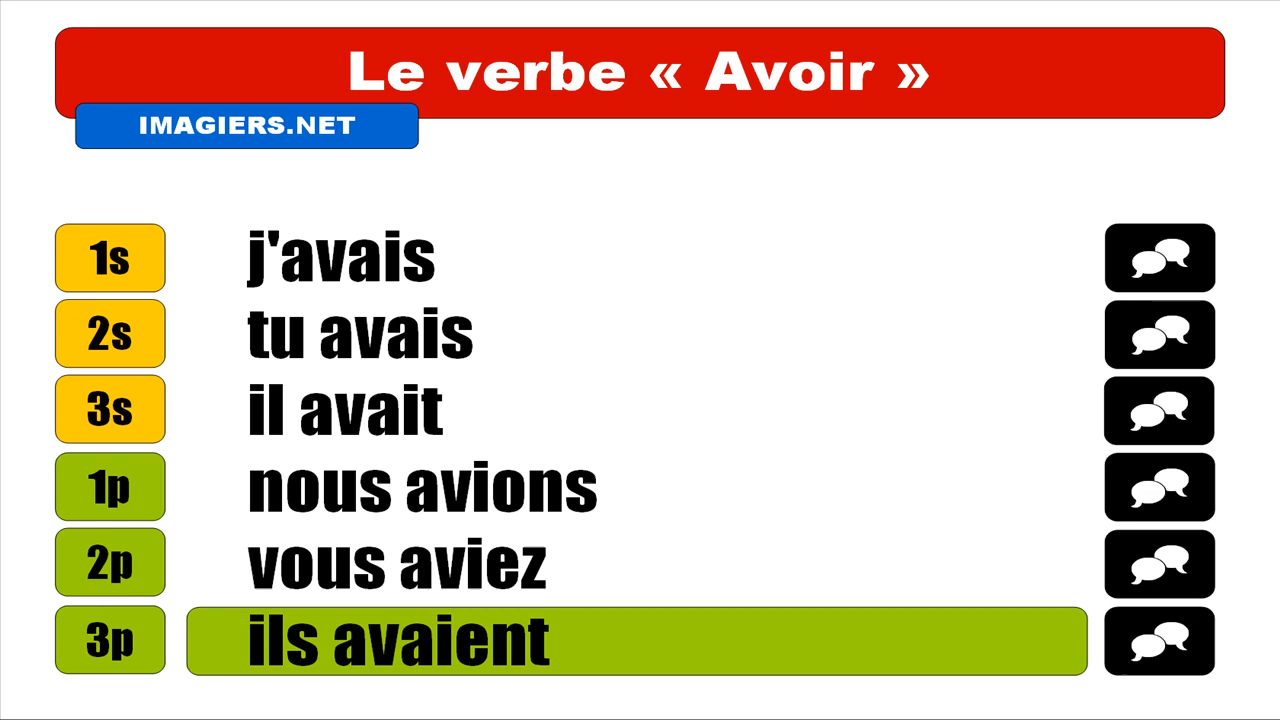 Le verbe « Avoir »
IMAGIERS.NET
1s j'avais
2s tu avais
3s il avait
1p nous avions
2p vous aviez
3p ils avaient